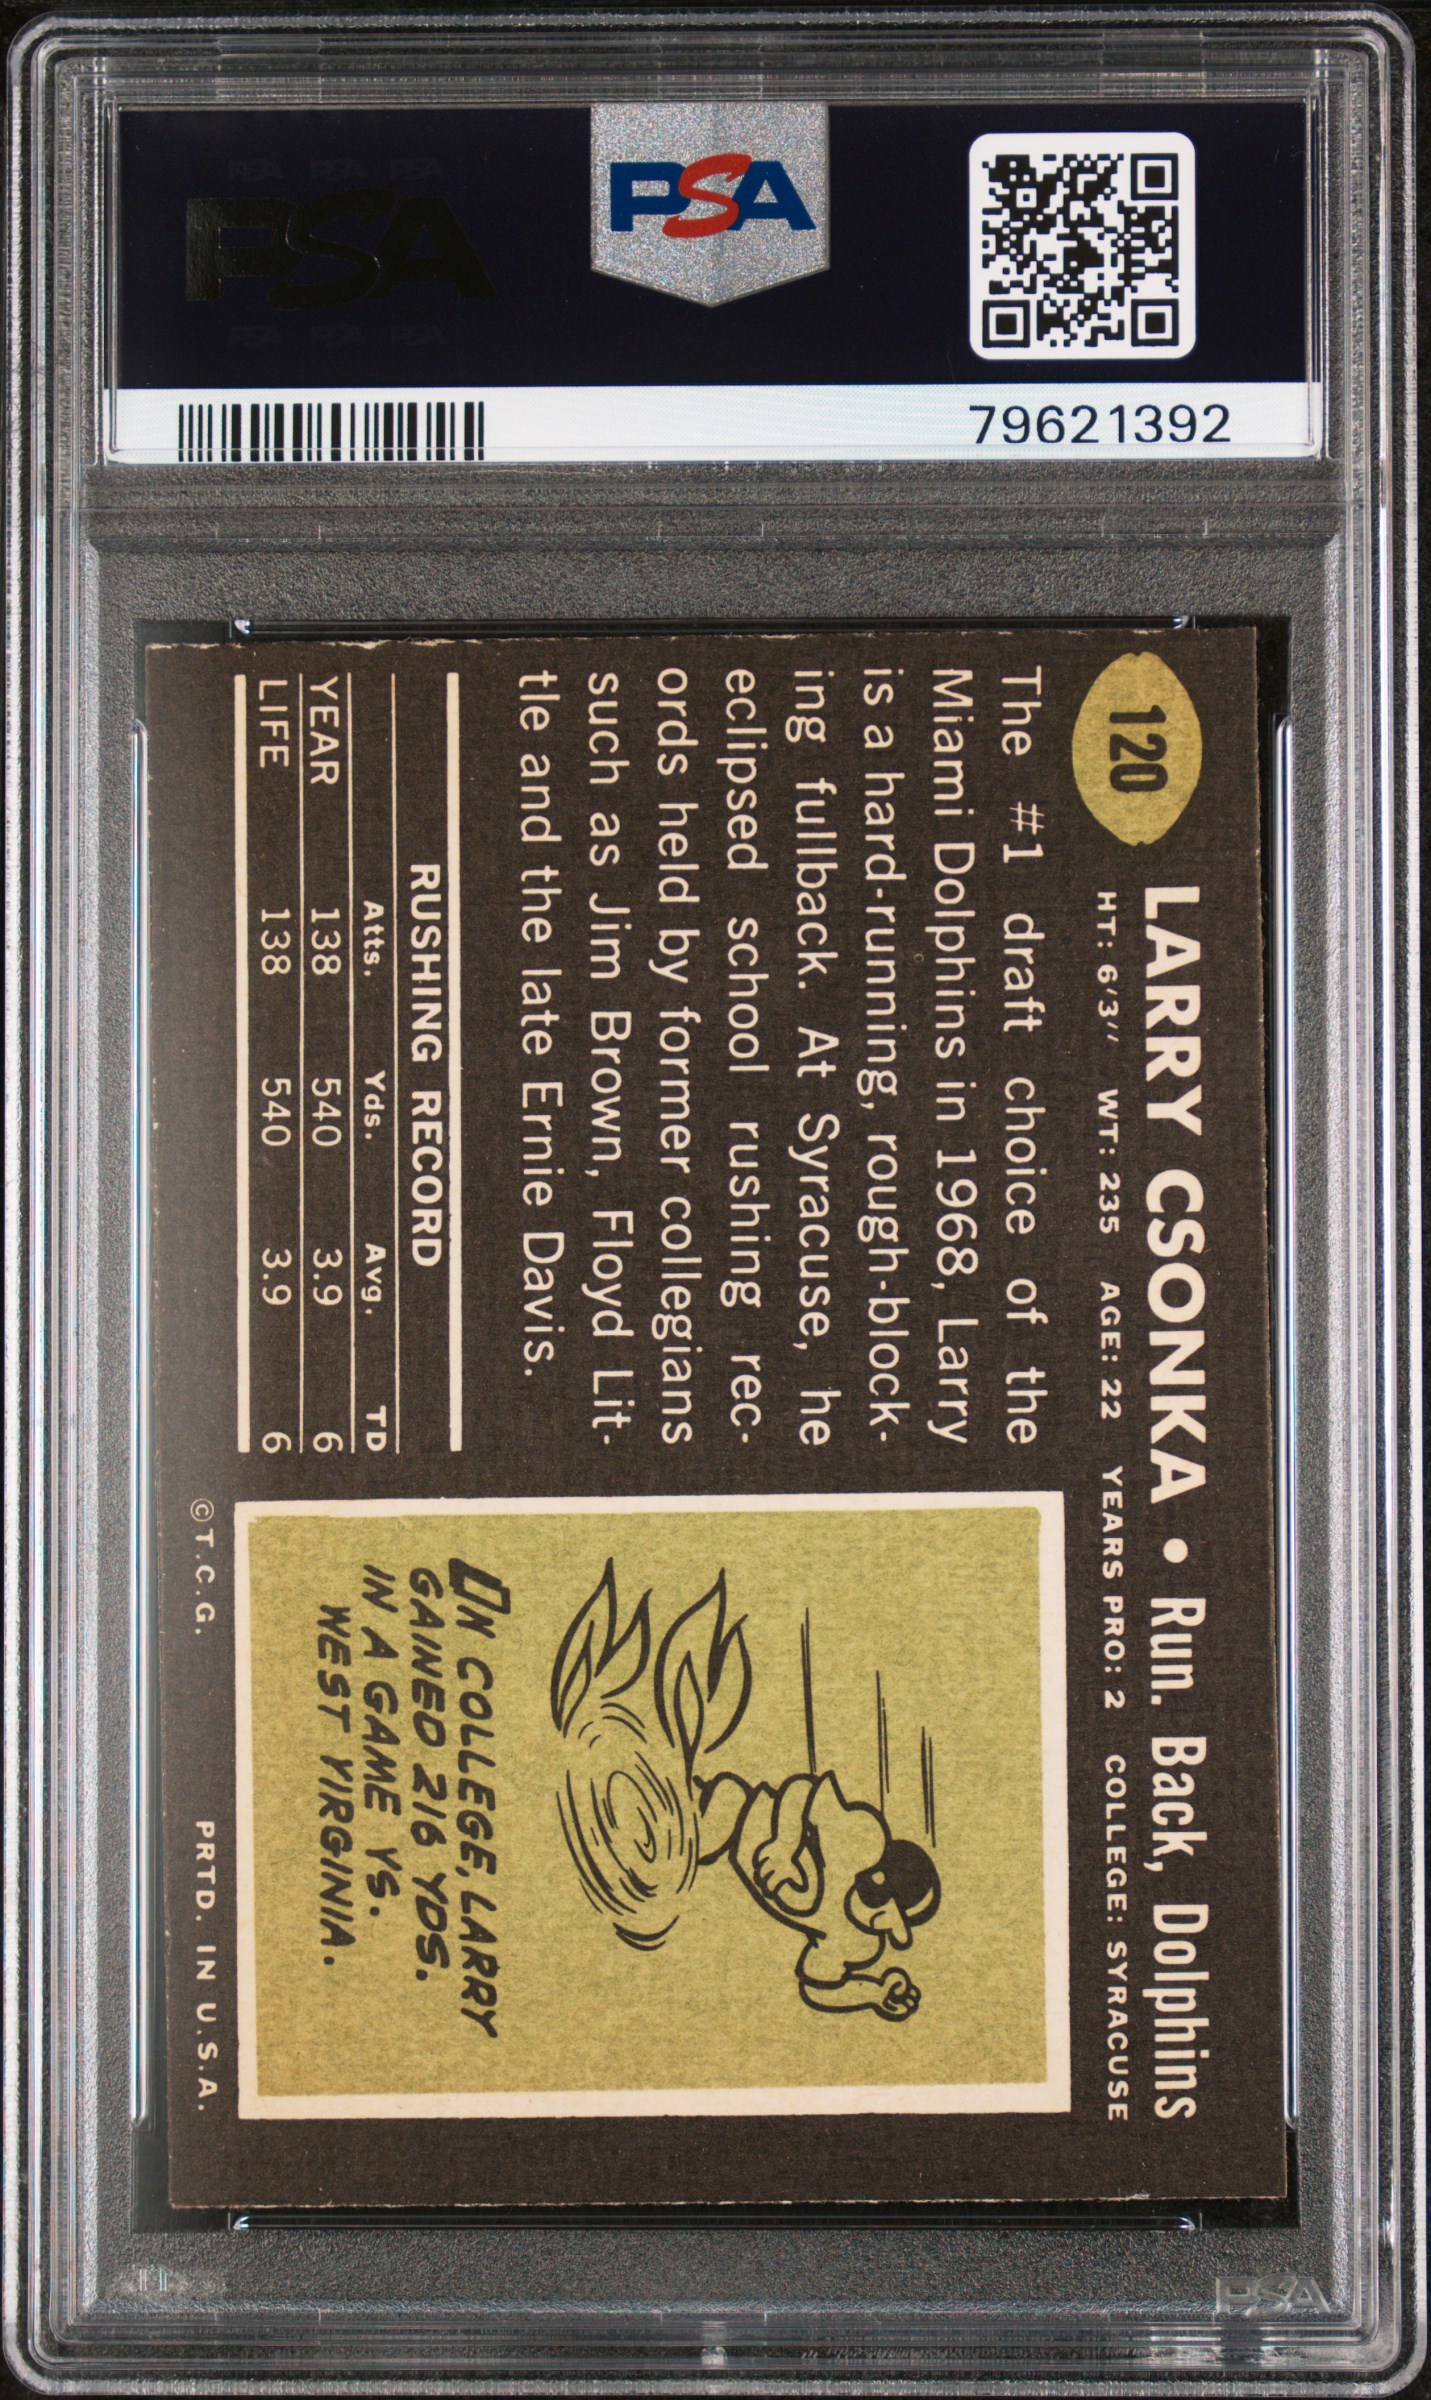 PSA
PSA
79621392
120
LARRY CSONKA • Run. Back, Dolphins
HT: 6'3'' WT: 235 AGE: 22 YEARS PRO: 2 COLLEGE: SYRACUSE
The #1 draft choice of the
Miami Dolphins in 1968, Larry
is a hard-running, rough-block-
ing fullback. At Syracuse, he
eclipsed school rushing rec-
ords held by former collegians
such as Jim Brown, Floyd Lit-
tle and the late Ernie Davis.
RUSHING RECORD
Atts. Yds. Avg. TD
YEAR 138 540 3.9 6
LIFE 138 540 3.9 6
IN COLLEGE, LARRY
GAINED 216 YDS.
IN A GAME VS.
WEST VIRGINIA.
©T.C.G. PRTD. IN U.S.A.
PSA